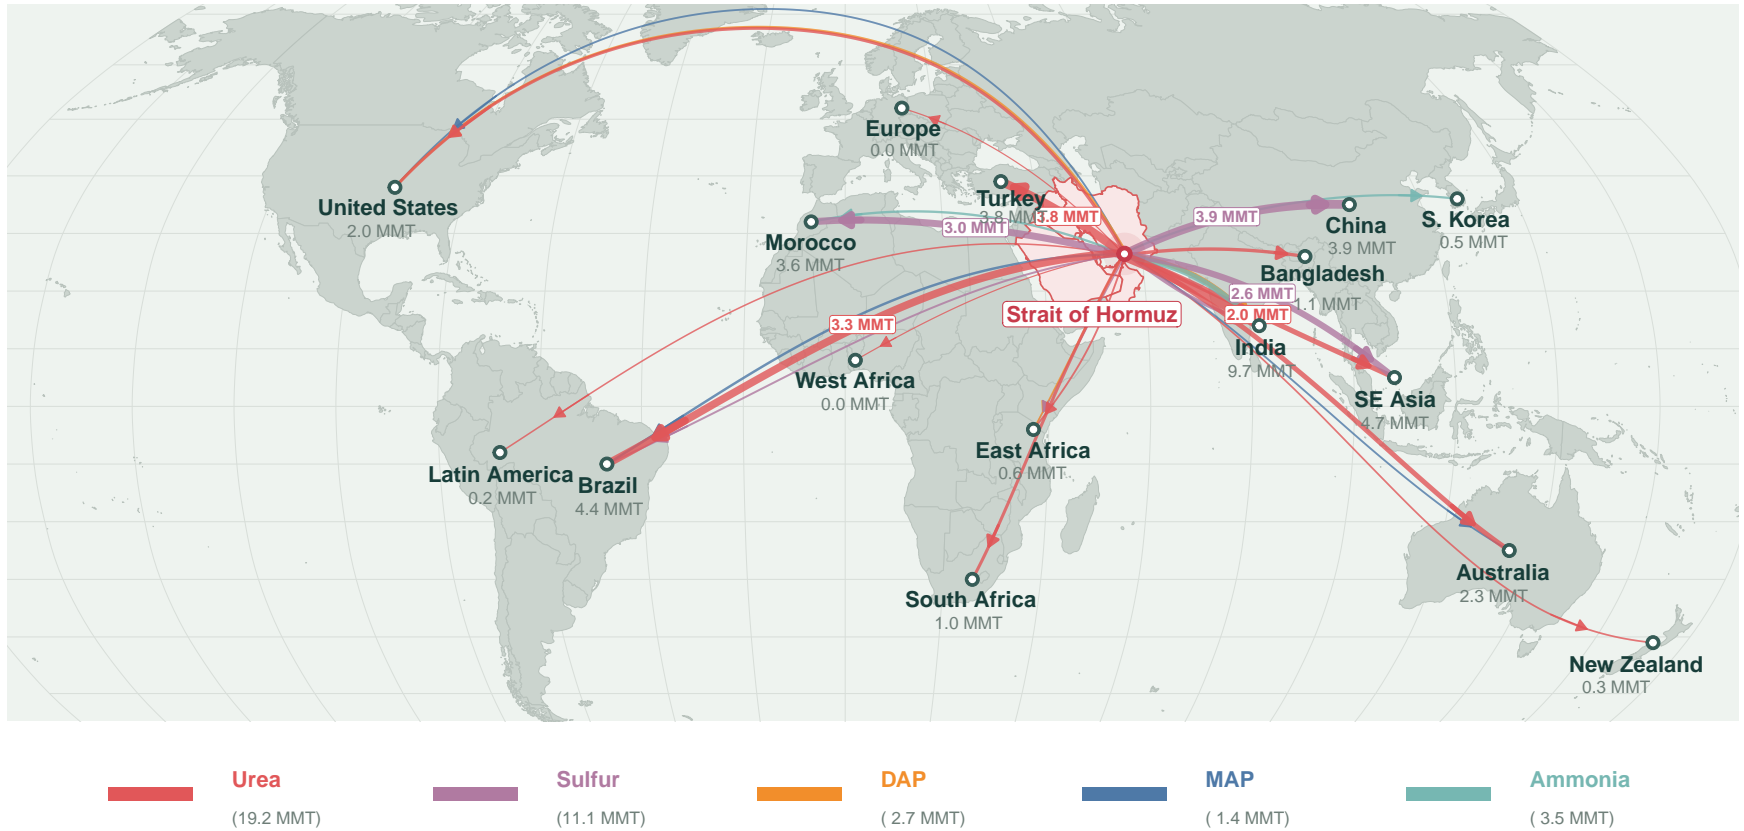 Europe
0.0 MMT
United States
2.0 MMT
Turkey
3.8 MMT
3.8 MMT
Morocco
3.6 MMT
3.0 MMT
3.9 MMT
China
3.9 MMT
S. Korea
0.5 MMT
Bangladesh
1.1 MMT
2.6 MMT
2.0 MMT
Strait of Hormuz
India
9.7 MMT
3.3 MMT
West Africa
0.0 MMT
SE Asia
4.7 MMT
East Africa
0.6 MMT
Latin America
0.2 MMT
Brazil
4.4 MMT
South Africa
1.0 MMT
Australia
2.3 MMT
New Zealand
0.3 MMT
Urea
(19.2 MMT)
Sulfur
(11.1 MMT)
DAP
( 2.7 MMT)
MAP
( 1.4 MMT)
Ammonia
( 3.5 MMT)